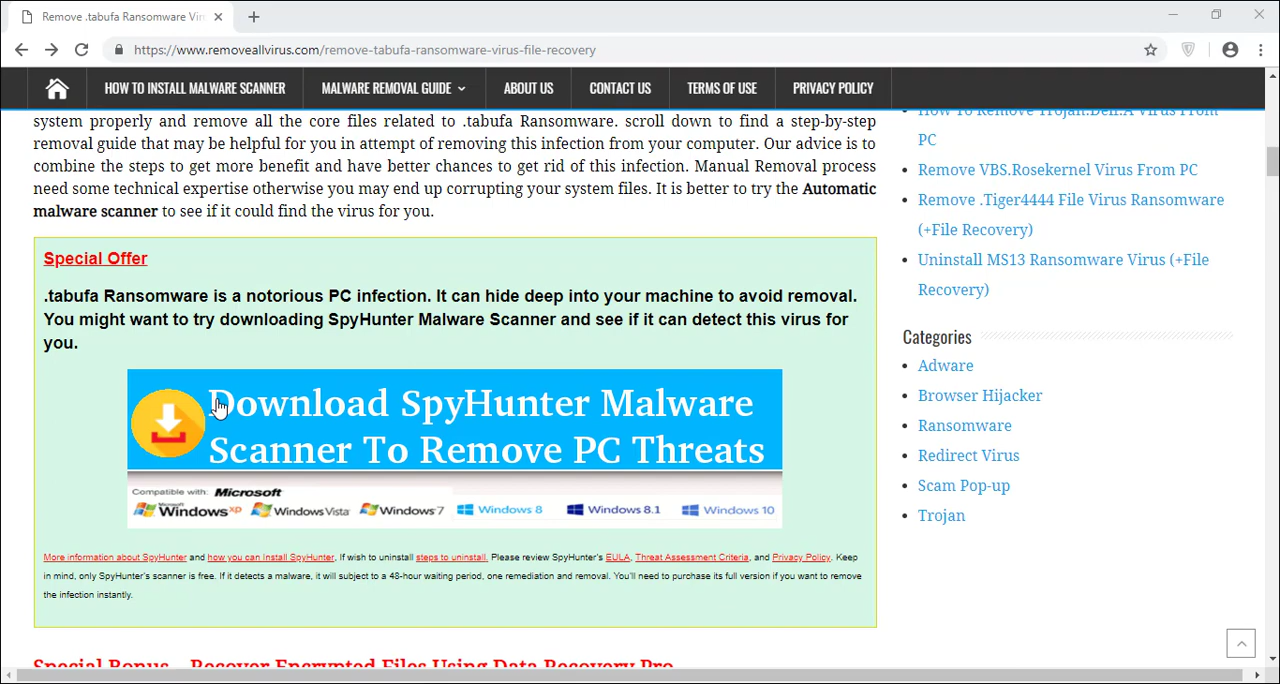 Remove .tabufa Ransomware Vir
https://www.removeallvirus.com/remove-tabufa-ransomware-virus-file-recovery
HOW TO INSTALL MALWARE SCANNER
MALWARE REMOVAL GUIDE
ABOUT US
CONTACT US
TERMS OF USE
PRIVACY POLICY
system properly and remove all the core files related to .tabufa Ransomware. scroll down to find a step-by-step
removal guide that may be helpful for you in attempt of removing this infection from your computer. Our advice is to
combine the steps to get more benefit and have better chances to get rid of this infection. Manual Removal process
need some technical expertise otherwise you may end up corrupting your system files. It is better to try the Automatic
malware scanner to see if it could find the virus for you.
Special Offer
.tabufa Ransomware is a notorious PC infection. It can hide deep into your machine to avoid removal.
You might want to try downloading SpyHunter Malware Scanner and see if it can detect this virus for
you.
Download SpyHunter Malware
Scanner To Remove PC Threats
Compatible with: Microsoft
Microsoft Windows xp Windows Vista Windows 7 Windows 8 Windows 8.1 Windows 10
More information about SpyHunter and how you can Install SpyHunter, If wish to uninstall steps to uninstall. Please review SpyHunter's EULA, Threat Assessment Criteria, and Privacy Policy. Keep
in mind, only SpyHunter's scanner is free. If it detects a malware, it will subject to a 48-hour waiting period, one remediation and removal. You'll need to purchase its full version if you want to remove
the infection instantly.
Special Bonus – Recover Encrypted Files Using Data Recovery Pro
How To Remove Trojan.Dell.A Virus From
PC
Remove VBS.Rosekernel Virus From PC
Remove .Tiger4444 File Virus Ransomware
(+File Recovery)
Uninstall MS13 Ransomware Virus (+File
Recovery)
Categories
Adware
Browser Hijacker
Ransomware
Redirect Virus
Scam Pop-up
Trojan